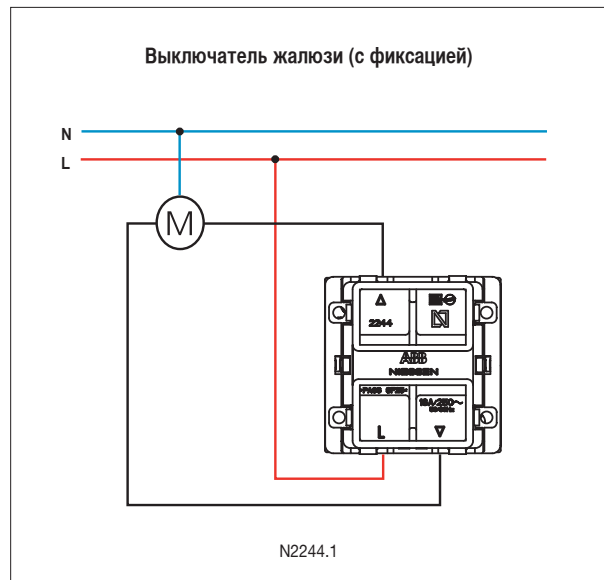 Выключатель жалюзи (с фиксацией)
N
L
M
2244
N
ABB
NIESSEN
L
N2244.1